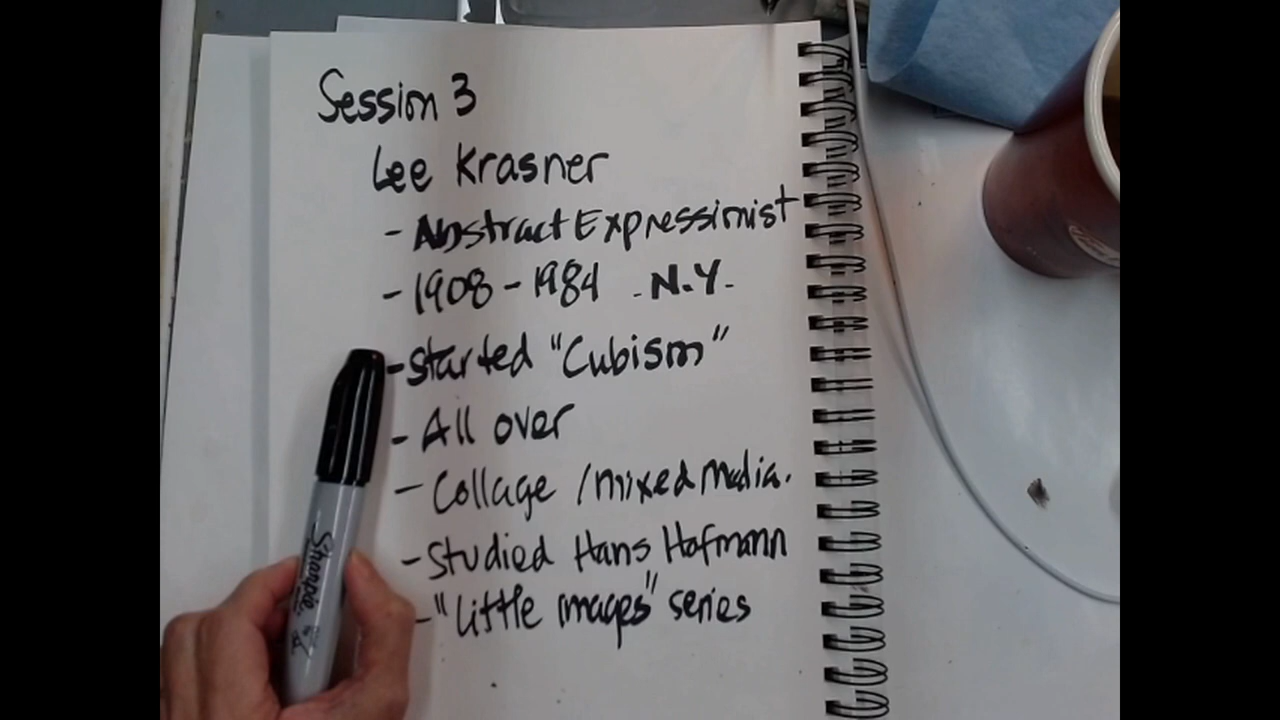 Session 3
Lee Krasner
- Abstract Expressionist
- 1908 - 1984 - N.Y. -
- started "Cubism"
- All over
- Collage / mixed media.
- Studied Hans Hofmann
- "Little images" series
Sharpie